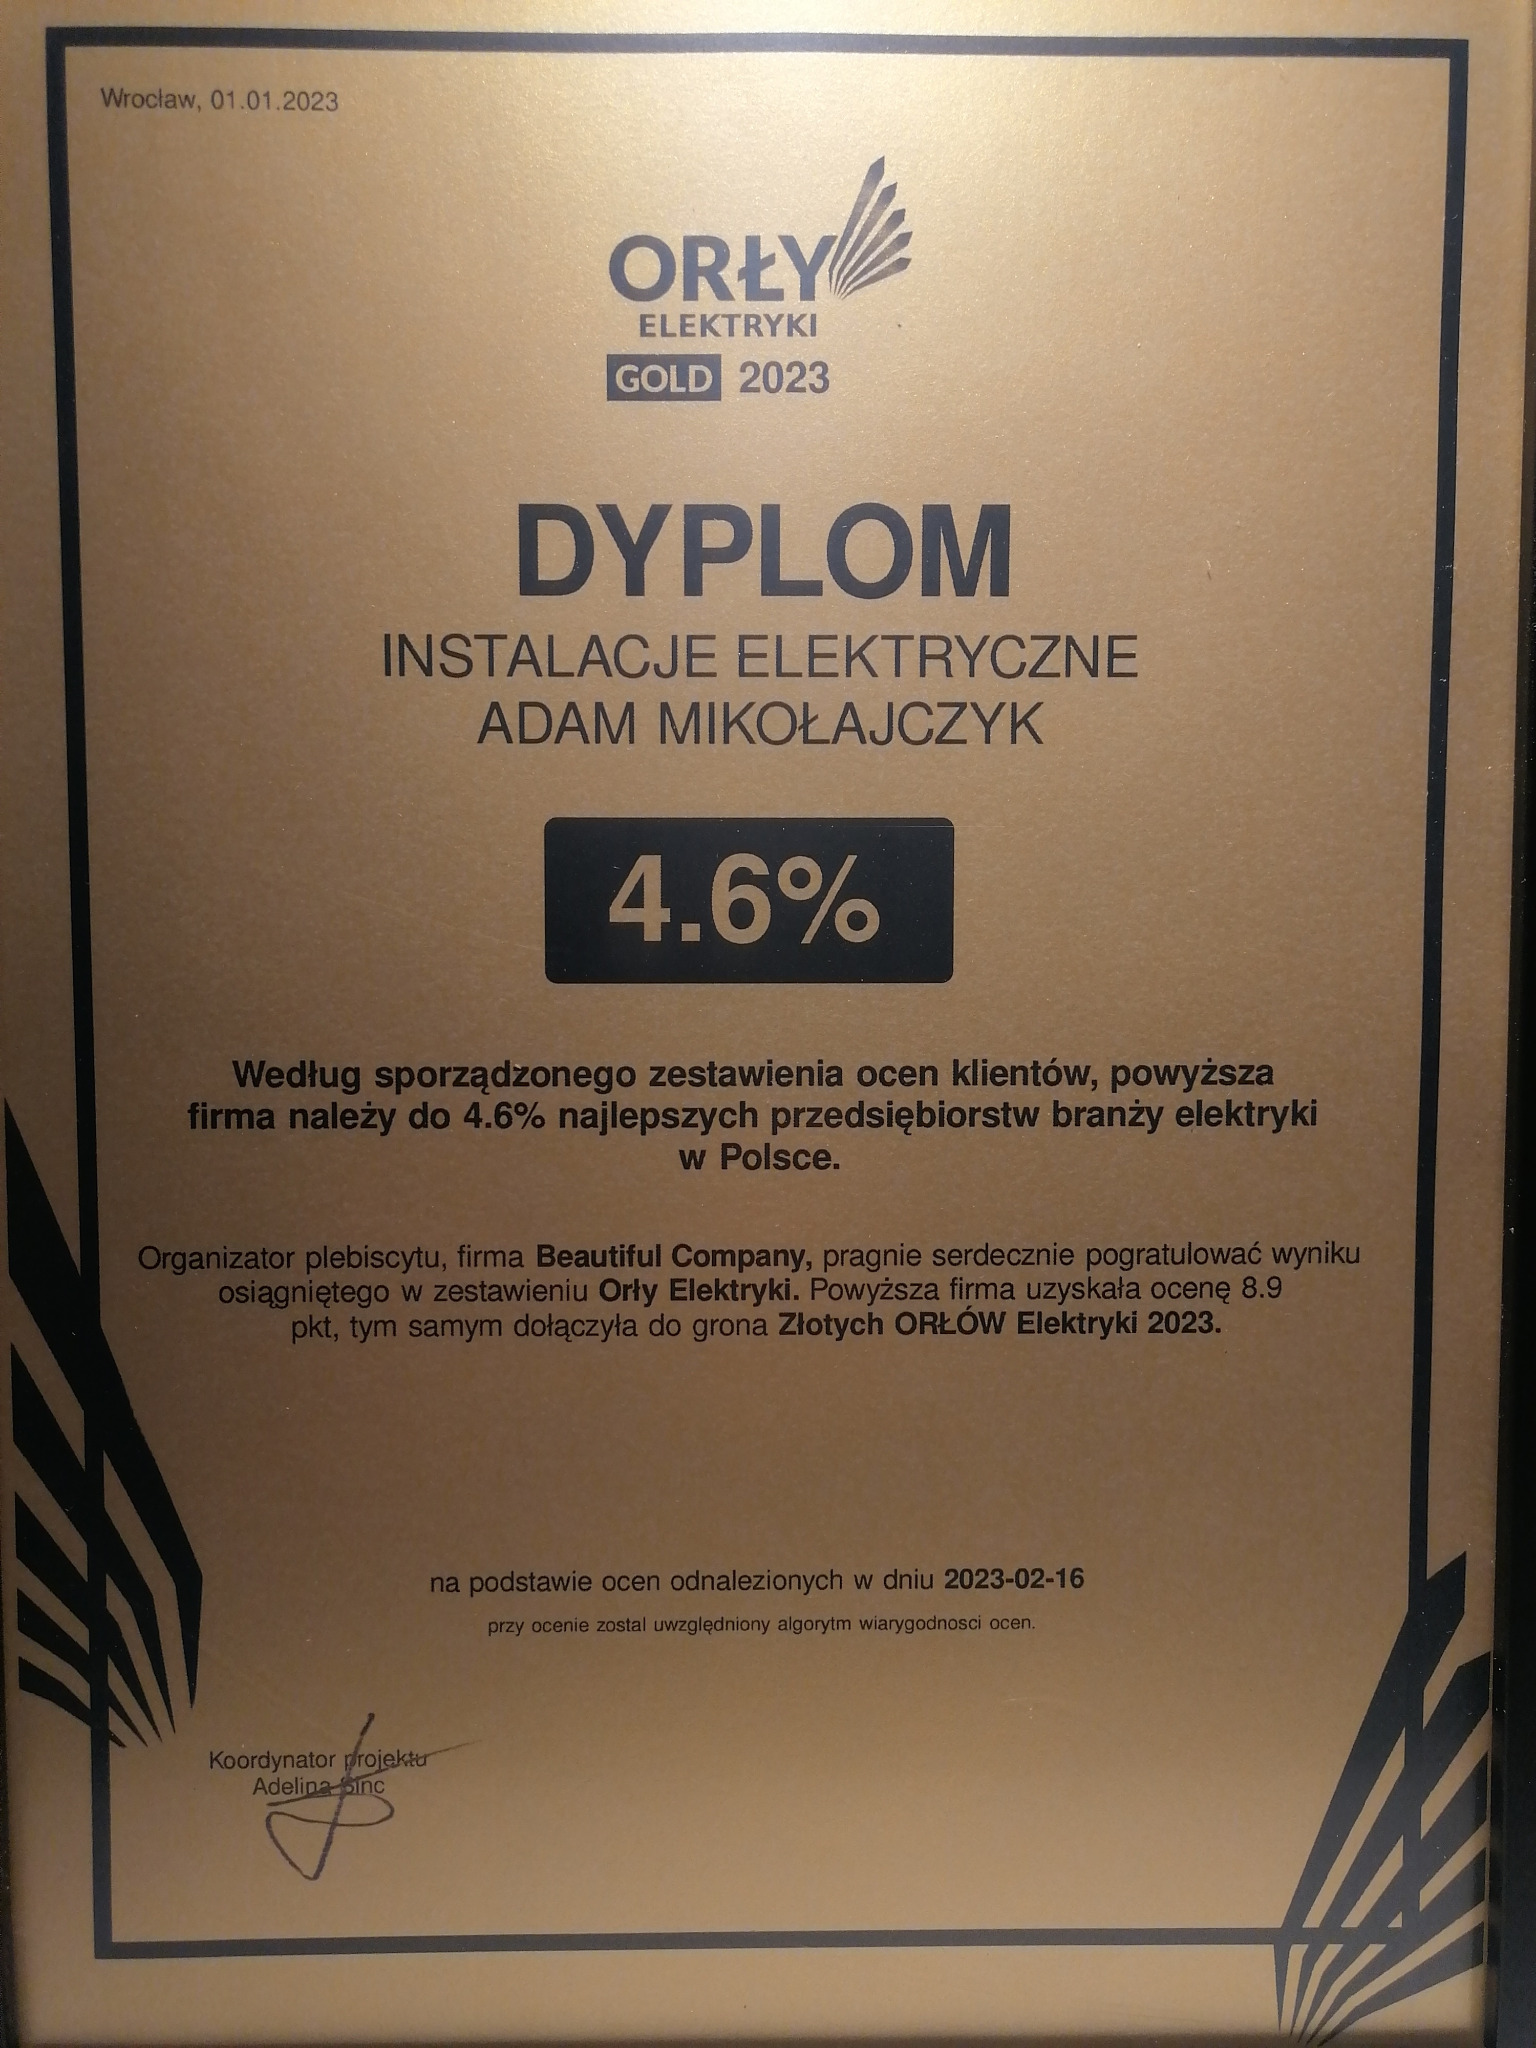 Wrocław, 01.01.2023
ORŁY
ELEKTRYKI
GOLD 2023
DYPLOM
INSTALACJE ELEKTRYCZNE
ADAM MIKOŁAJCZYK
4.6%
Według sporządzonego zestawienia ocen klientów, powyższa
firma należy do 4.6% najlepszych przedsiębiorstw branży elektryki
w Polsce.
Organizator plebiscytu, firma Beautiful Company, pragnie serdecznie pogratulować wyniku
osiągniętego w zestawieniu Orły Elektryki. Powyższa firma uzyskała ocenę 8.9
pkt, tym samym dołączyła do grona Złotych ORŁÓW Elektryki 2023.
na podstawie ocen odnalezionych w dniu 2023-02-16
przy ocenie zostal uwzględniony algorytm wiarygodnosci ocen.
Koordynator projektu
Adelina